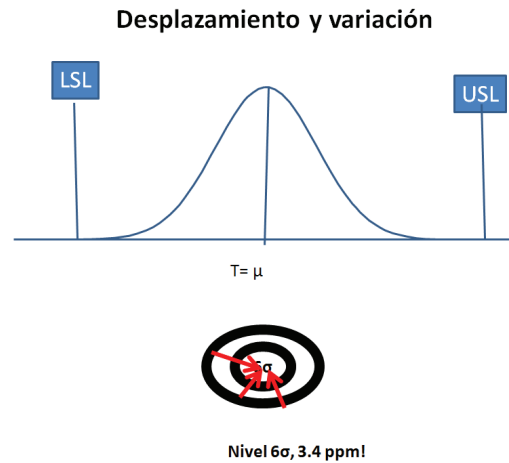 Desplazamiento y variación
LSL
USL
T= μ
6σ
Nivel 6σ, 3.4 ppm!